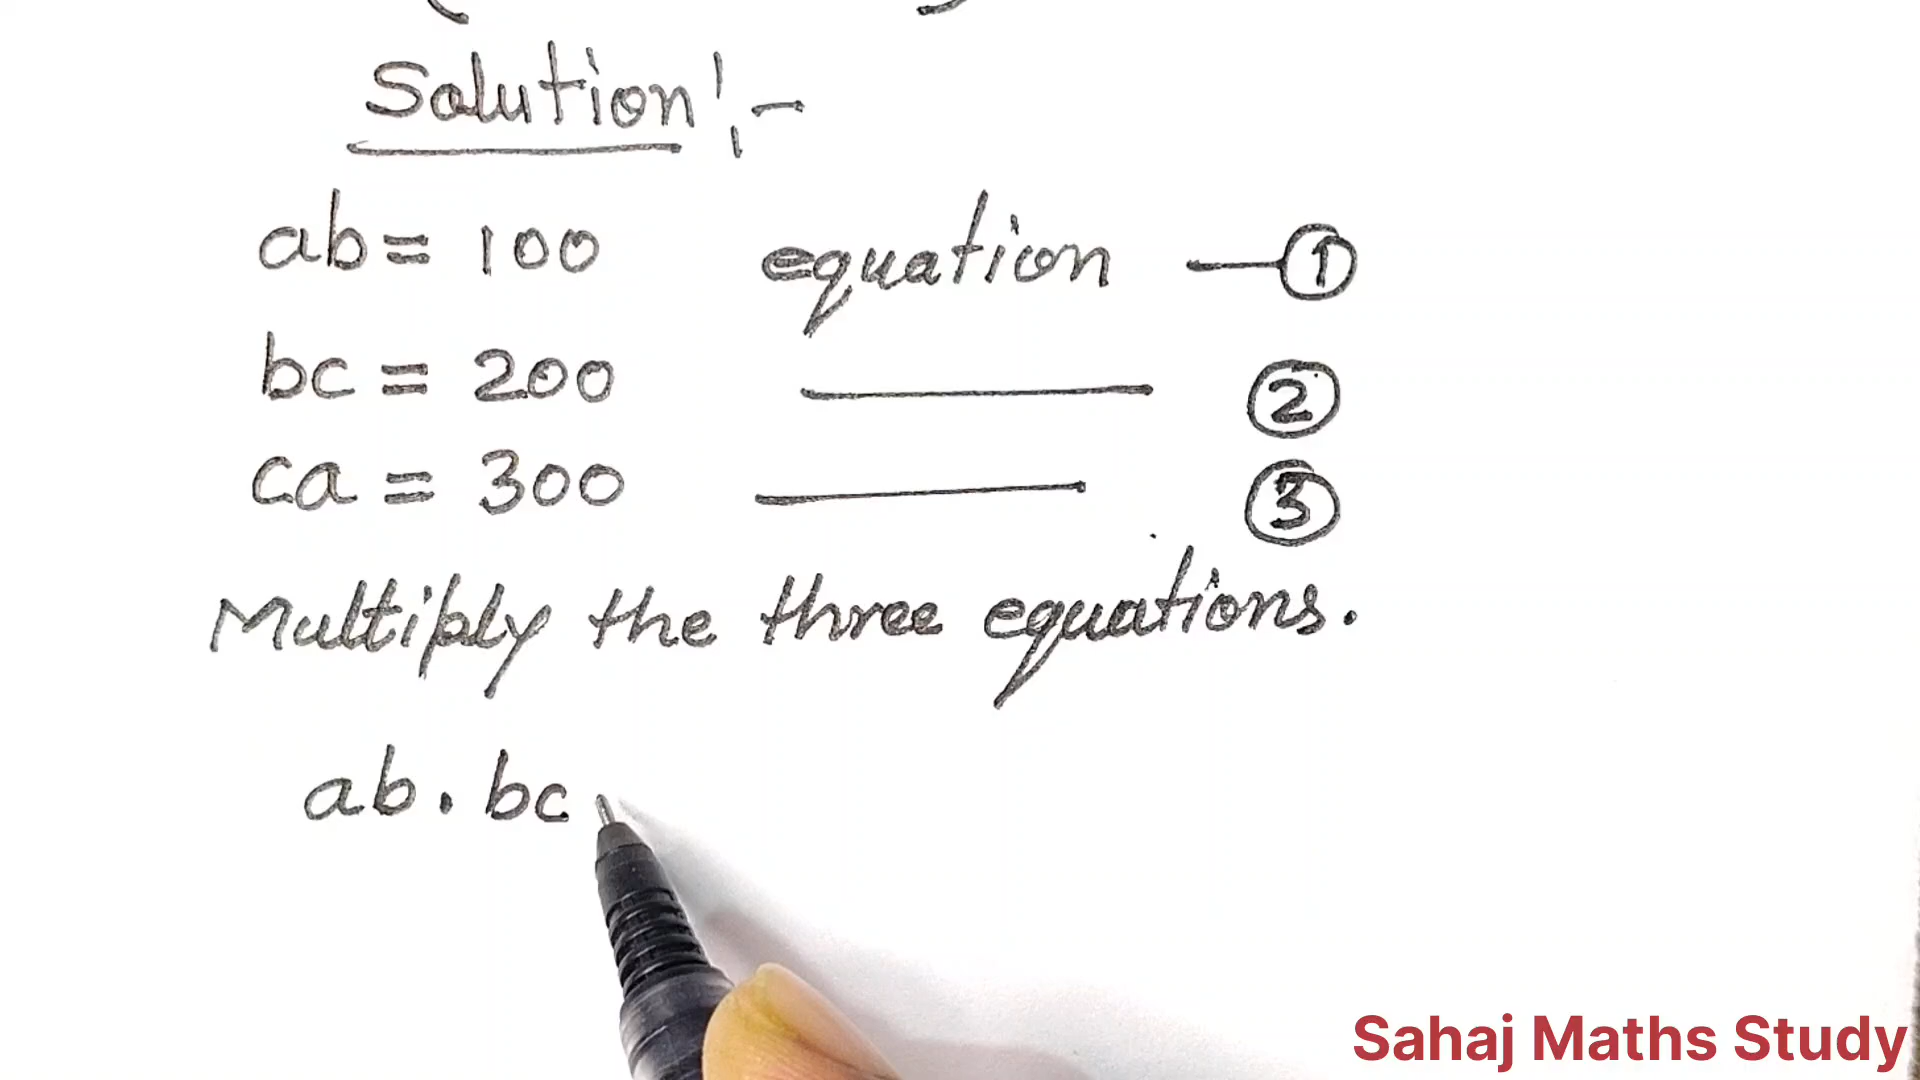 Solution :-
ab = 100 equation — 1
bc = 200 — 2
ca = 300 — 3
Multiply the three equations.
ab . bc
Sahaj Maths Study